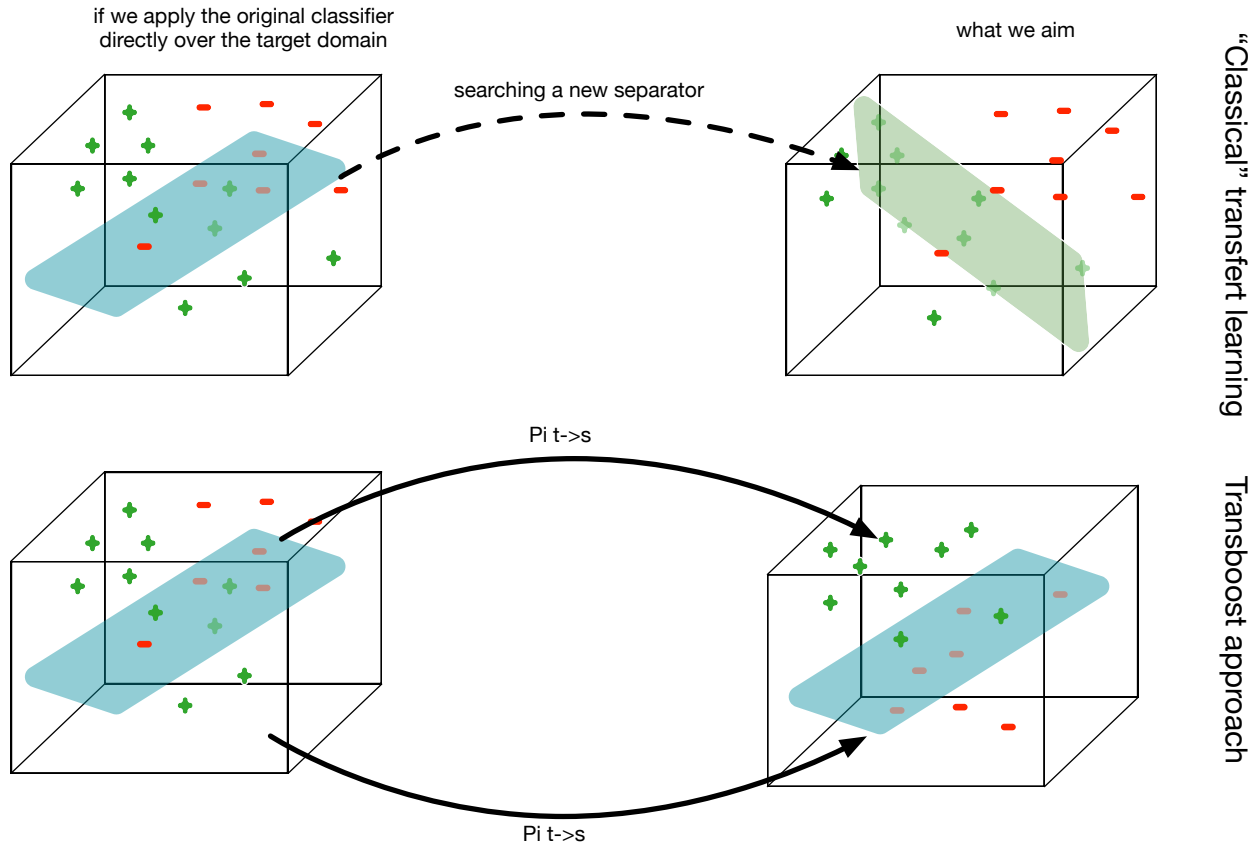 if we apply the original classifier
directly over the target domain
what we aim
searching a new separator
“Classical” transfert learning
Pi t->s
Transboost approach
Pi t->s